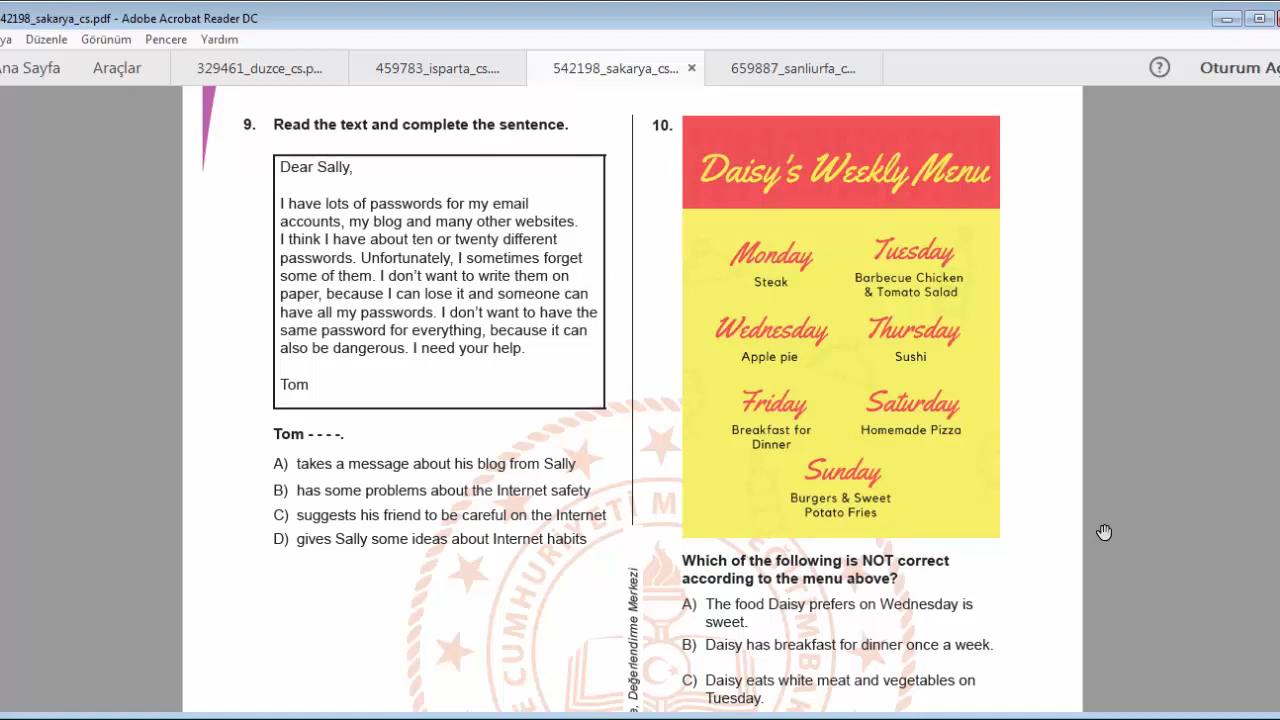 42198_sakarya_cs.pdf - Adobe Acrobat Reader DC
ya Düzenle Görünüm Pencere Yardım
Ana Sayfa Araçlar 329461_duzce_cs.p... 459783_isparta_cs.... 542198_sakarya_cs... × 659887_sanliurfa_c... ? Oturum Aç
9. Read the text and complete the sentence.
Dear Sally,
I have lots of passwords for my email
accounts, my blog and many other websites.
I think I have about ten or twenty different
passwords. Unfortunately, I sometimes forget
some of them. I don't want to write them on
paper, because I can lose it and someone can
have all my passwords. I don't want to have the
same password for everything, because it can
also be dangerous. I need your help.
Tom
Tom - - - -.
A) takes a message about his blog from Sally
B) has some problems about the Internet safety
C) suggests his friend to be careful on the Internet
D) gives Sally some ideas about Internet habits
10.
Daisy's Weekly Menu
Monday
Steak
Tuesday
Barbecue Chicken
& Tomato Salad
Wednesday
Apple pie
Thursday
Sushi
Friday
Breakfast for
Dinner
Saturday
Homemade Pizza
Sunday
Burgers & Sweet
Potato Fries
Which of the following is NOT correct
according to the menu above?
A) The food Daisy prefers on Wednesday is
sweet.
B) Daisy has breakfast for dinner once a week.
C) Daisy eats white meat and vegetables on
Tuesday.
e, Değerlendirme Merkezi
CUMHURİYETİ M